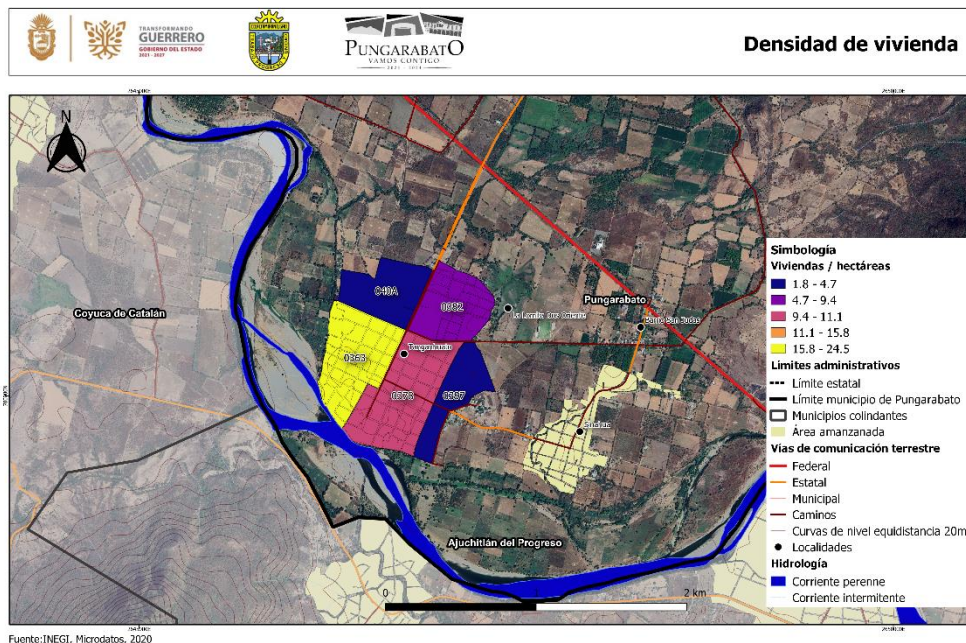 TRANSFORMANDO
GUERRERO
GOBIERNO DEL ESTADO
2021 - 2027
PUNGARABATO
VAMOS CONTIGO
2021 - 2024
Densidad de vivienda
N
Coyuca de Catalán
040A
0382
0363
0378
0397
Pungarabato
Ajuchitlán del Progreso
0
2 km
Simbología
Viviendas / hectáreas
1.8 - 4.7
4.7 - 9.4
9.4 - 11.1
11.1 - 15.8
15.8 - 24.5
Limites administrativos
Límite estatal
Límite municipio de Pungarabato
Municipios colindantes
Área amanzanada
Vías de comunicación terrestre
Federal
Estatal
Municipal
Caminos
Curvas de nivel equidistancia 20m
Localidades
Hidrología
Corriente perenne
Corriente intermitente
Fuente:INEGI. Microdatos. 2020